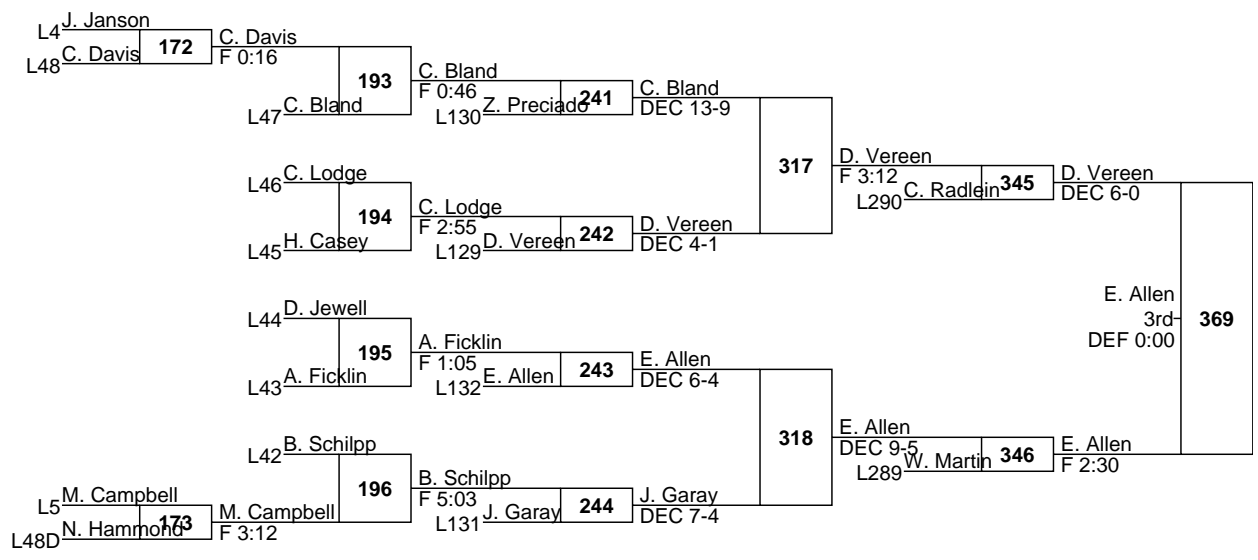 J. Janson
L4
172
C. Davis
L48
C. Davis
F 0:16
193
C. Bland
L47
C. Bland
F 0:46
Z. Preciado
L130
241
C. Bland
DEC 13-9
317
C. Lodge
L46
194
H. Casey
L45
C. Lodge
F 2:55
D. Vereen
L129
242
D. Vereen
DEC 4-1
D. Vereen
F 3:12
C. Radlein
L290
345
D. Vereen
DEC 6-0
D. Jewell
L44
195
A. Ficklin
L43
A. Ficklin
F 1:05
E. Allen
L132
243
E. Allen
DEC 6-4
318
B. Schilpp
L42
196
M. Campbell
L5
173
N. Hammond
L48D
M. Campbell
F 3:12
B. Schilpp
F 5:03
J. Garay
L131
244
J. Garay
DEC 7-4
E. Allen
DEC 9-5
W. Martin
L289
346
E. Allen
F 2:30
E. Allen
3rd
DEF 0:00
369